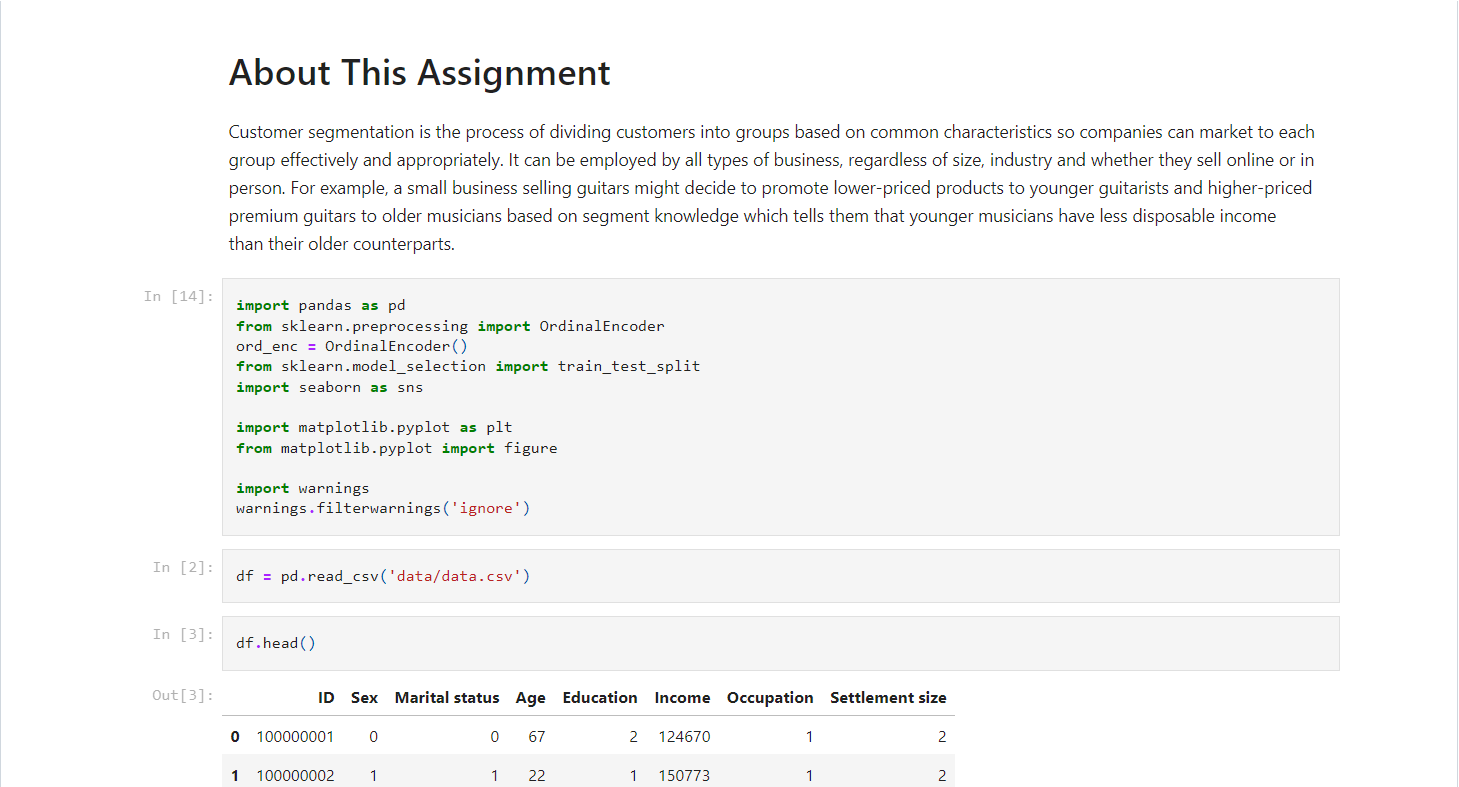 About This Assignment
Customer segmentation is the process of dividing customers into groups based on common characteristics so companies can market to each
group effectively and appropriately. It can be employed by all types of business, regardless of size, industry and whether they sell online or in
person. For example, a small business selling guitars might decide to promote lower-priced products to younger guitarists and higher-priced
premium guitars to older musicians based on segment knowledge which tells them that younger musicians have less disposable income
than their older counterparts.
In [14]:
import pandas as pd
from sklearn.preprocessing import OrdinalEncoder
ord_enc = OrdinalEncoder()
from sklearn.model_selection import train_test_split
import seaborn as sns
import matplotlib.pyplot as plt
from matplotlib.pyplot import figure
import warnings
warnings.filterwarnings('ignore')
In [2]:
df = pd.read_csv('data/data.csv')
In [3]:
df.head()
Out[3]:
ID Sex Marital status Age Education Income Occupation Settlement size
0 100000001 0 0 67 2 124670 1 2
1 100000002 1 1 22 1 150773 1 2